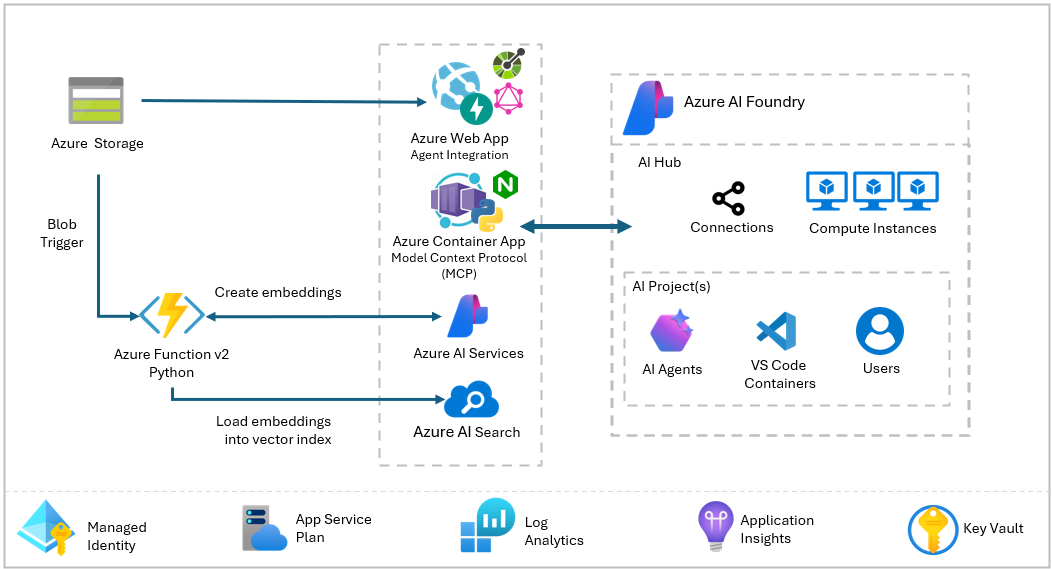 Azure Storage
Blob
Trigger
Azure Function v2
Python
Create embeddings
Load embeddings
into vector index
Azure Web App
Agent Integration
N
Azure Container App
Model Context Protocol
(MCP)
Azure AI Services
Azure AI Search
Azure AI Foundry
AI Hub
Connections
Compute Instances
AI Project(s)
AI Agents
VS Code
Containers
Users
Managed
Identity
App Service
Plan
Log
Analytics
Application
Insights
Key Vault